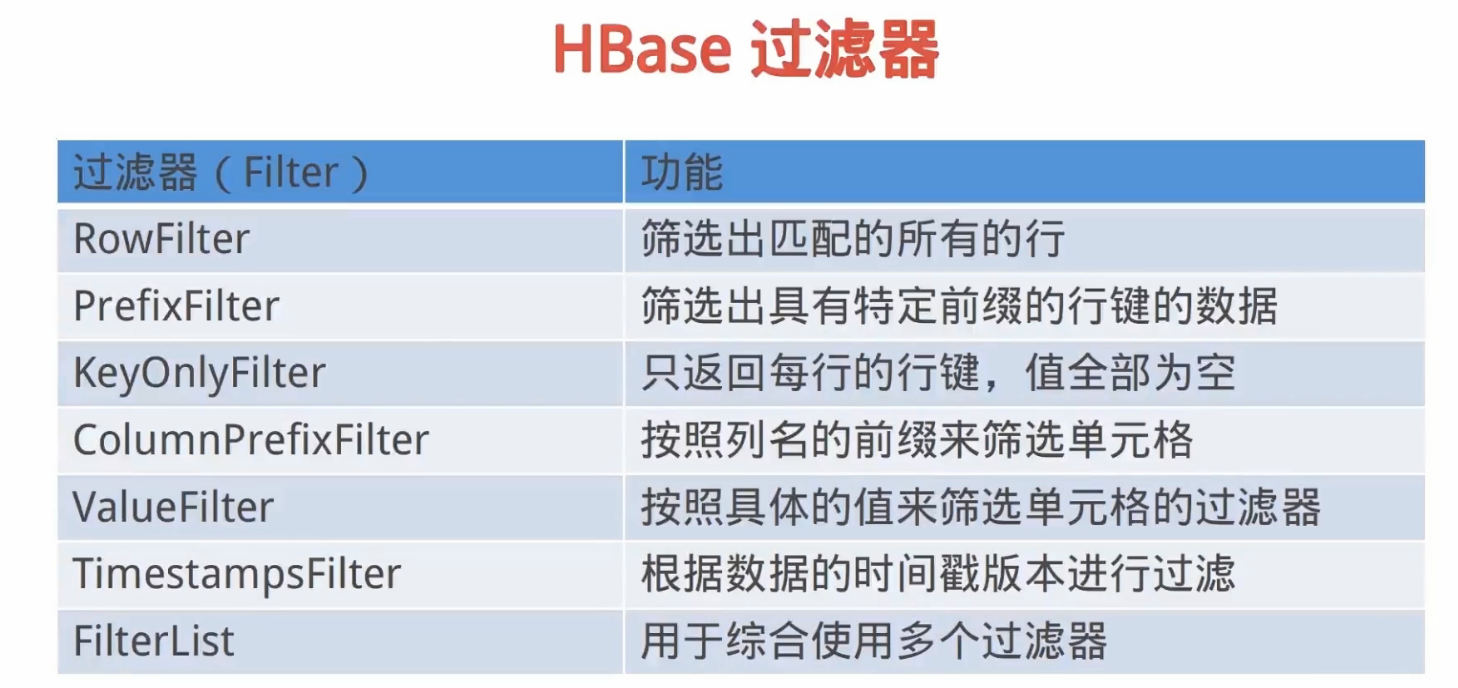 HBase 过滤器
过滤器（Filter） 功能
RowFilter 筛选出匹配的所有的行
PrefixFilter 筛选出具有特定前缀的行键的数据
KeyOnlyFilter 只返回每行的行键，值全部为空
ColumnPrefixFilter 按照列名的前缀来筛选单元格
ValueFilter 按照具体的值来筛选单元格的过滤器
TimestampsFilter 根据数据的时间戳版本进行过滤
FilterList 用于综合使用多个过滤器